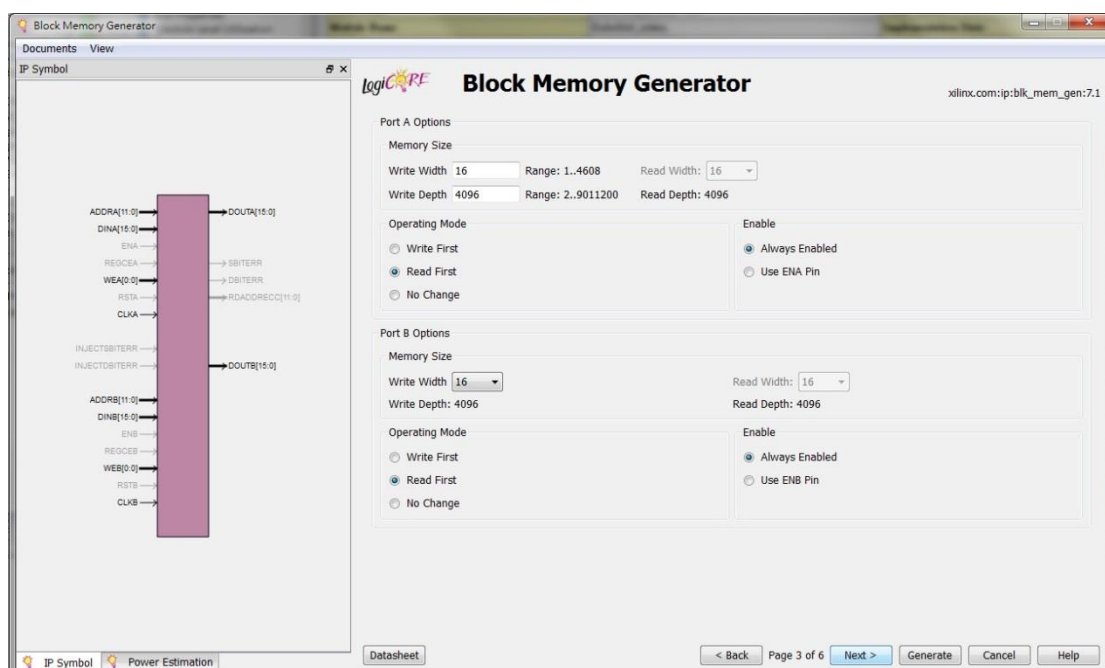 Block Memory Generator
Documents View
IP Symbol
ADDRA[11:0]
DINA[15:0]
ENA
REGCEA
WEA[0:0]
RSTA
CLKA
INJECTSBITERR
INJECTDBITERR
ADDRB[11:0]
DINB[15:0]
ENB
REGCEB
WEB[0:0]
RSTB
CLKB
DOUTA[15:0]
SBITERR
DBITERR
RDADDRECC[11:0]
DOUTB[15:0]
IP Symbol Power Estimation
LogiCORE
Block Memory Generator
xilinx.com:ip:blk_mem_gen:7.1
Port A Options
Memory Size
Write Width 16 Range: 1..4608 Read Width: 16
Write Depth 4096 Range: 2..9011200 Read Depth: 4096
Operating Mode
Write First
Read First
No Change
Enable
Always Enabled
Use ENA Pin
Port B Options
Memory Size
Write Width 16 Read Width: 16
Write Depth: 4096 Read Depth: 4096
Operating Mode
Write First
Read First
No Change
Enable
Always Enabled
Use ENB Pin
Datasheet < Back Page 3 of 6 Next > Generate Cancel Help